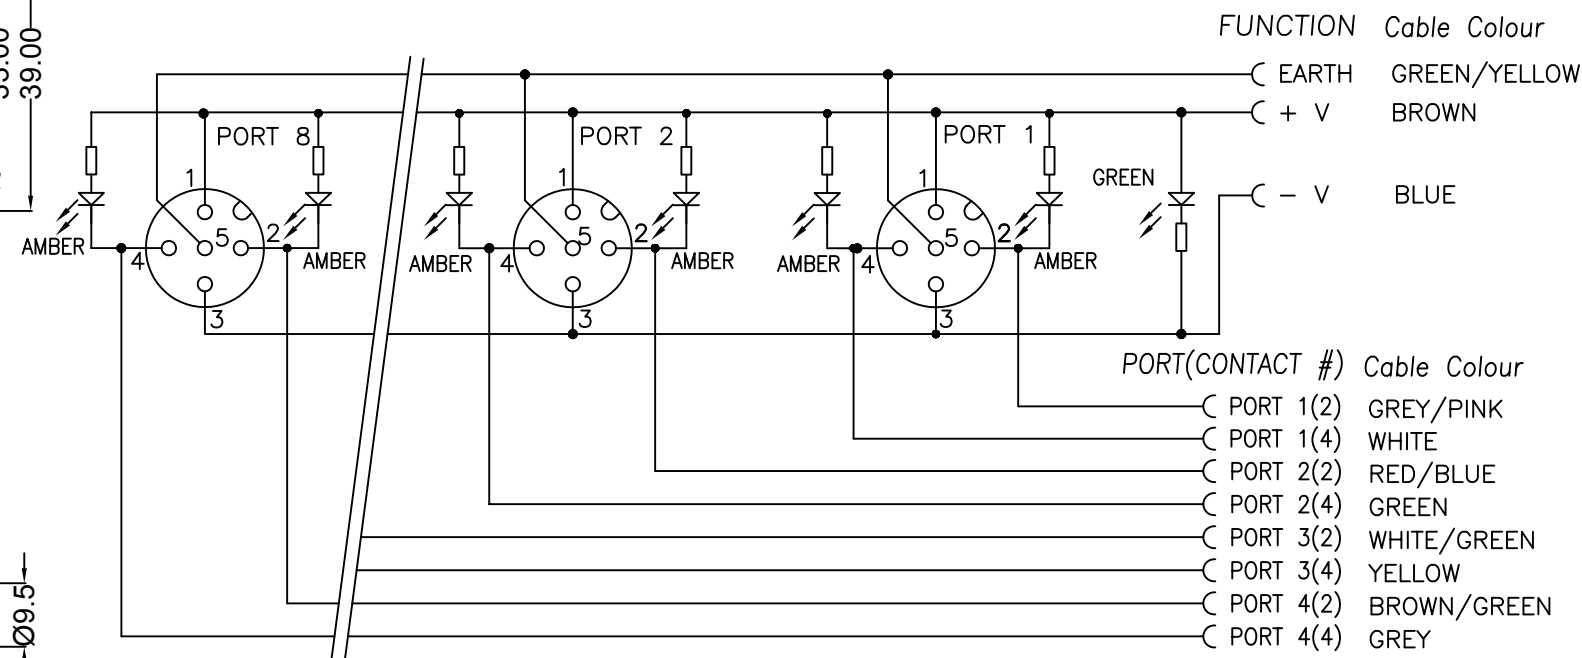 FUNCTION Cable Colour
EARTH GREEN/YELLOW
+ V BROWN
- V BLUE
39.00
PORT 8
PORT 2
PORT 1
GREEN
1
1
1
5 2
5 2
5 2
4
4
4
3
3
3
AMBER
AMBER
AMBER
AMBER
AMBER
AMBER
PORT(CONTACT #) Cable Colour
PORT 1(2) GREY/PINK
PORT 1(4) WHITE
PORT 2(2) RED/BLUE
PORT 2(4) GREEN
PORT 3(2) WHITE/GREEN
PORT 3(4) YELLOW
PORT 4(2) BROWN/GREEN
PORT 4(4) GREY
Ø9.5